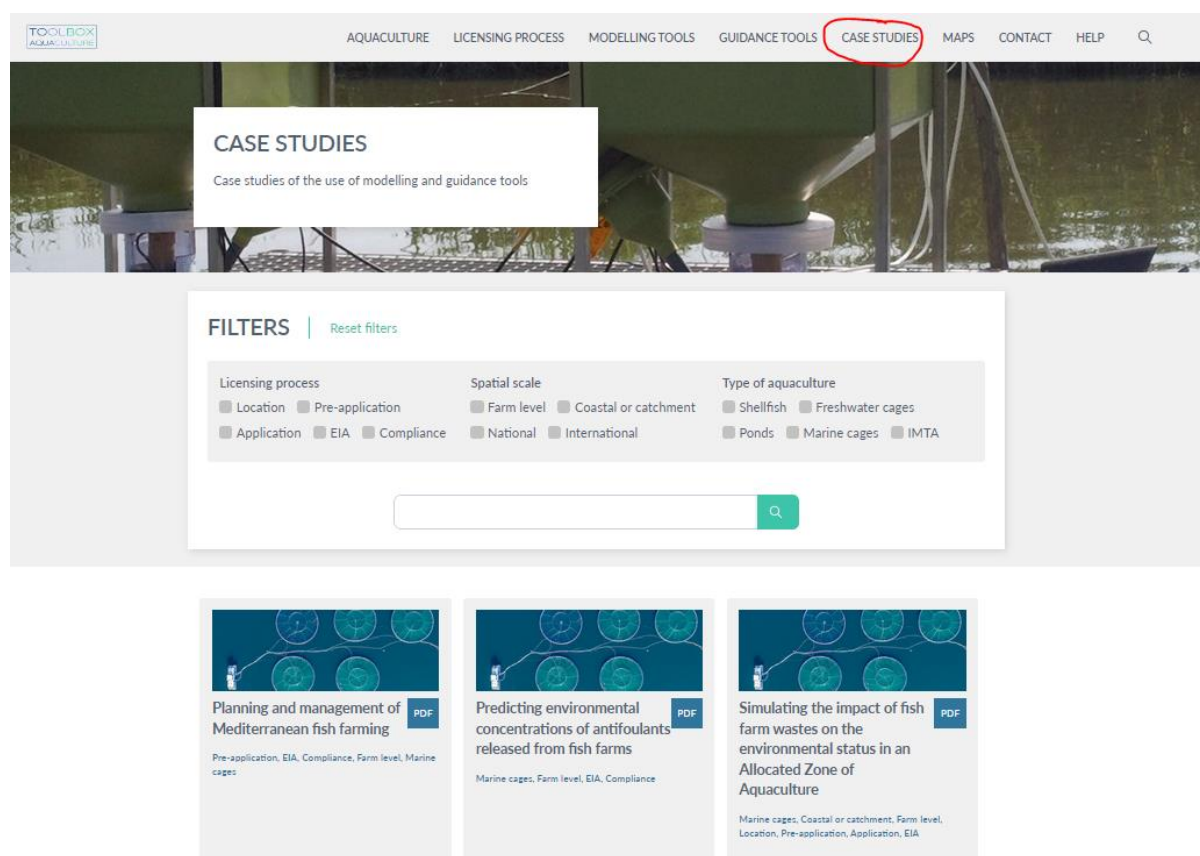 TOOLBOX
AQUACULTURE
AQUACULTURE LICENSING PROCESS MODELLING TOOLS GUIDANCE TOOLS CASE STUDIES MAPS CONTACT HELP
CASE STUDIES
Case studies of the use of modelling and guidance tools
FILTERS Reset filters
Licensing process
Location Pre-application
Application EIA Compliance
Spatial scale
Farm level Coastal or catchment
National International
Type of aquaculture
Shellfish Freshwater cages
Ponds Marine cages IMTA
Planning and management of
Mediterranean fish farming
PDF
Pre-application, EIA, Compliance, Farm level, Marine
cages
Predicting environmental
concentrations of antifoulants
released from fish farms
PDF
Marine cages, Farm level, EIA, Compliance
Simulating the impact of fish
farm wastes on the
environmental status in an
Allocated Zone of
Aquaculture
PDF
Marine cages, Coastal or catchment, Farm level,
Location, Pre-application, Application, EIA